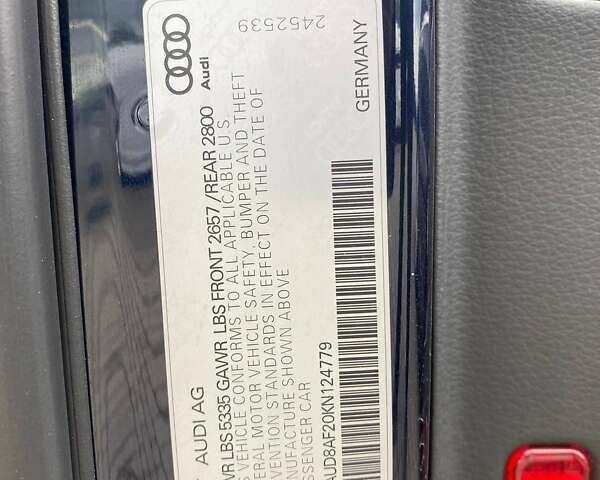 AUDI AG
WR LBS 5335 GAWR LBS FRONT 2657/REAR 2800
S VEHICLE CONFORMS TO ALL APPLICABLE U.S.
ERAL MOTOR VEHICLE SAFETY, BUMPER AND THEFT
VENTION STANDARDS IN EFFECT ON THE DATE OF
NUFACTURE SHOWN ABOVE
SSENGER CAR
AUD8AF20KN124779
Audi
2452539
GERMANY